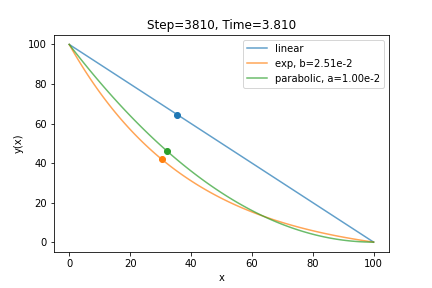 Step=3810, Time=3.810
linear
exp, b=2.51e-2
parabolic, a=1.00e-2
100
80
60
40
20
0
y(x)
0 20 40 60 80 100
x